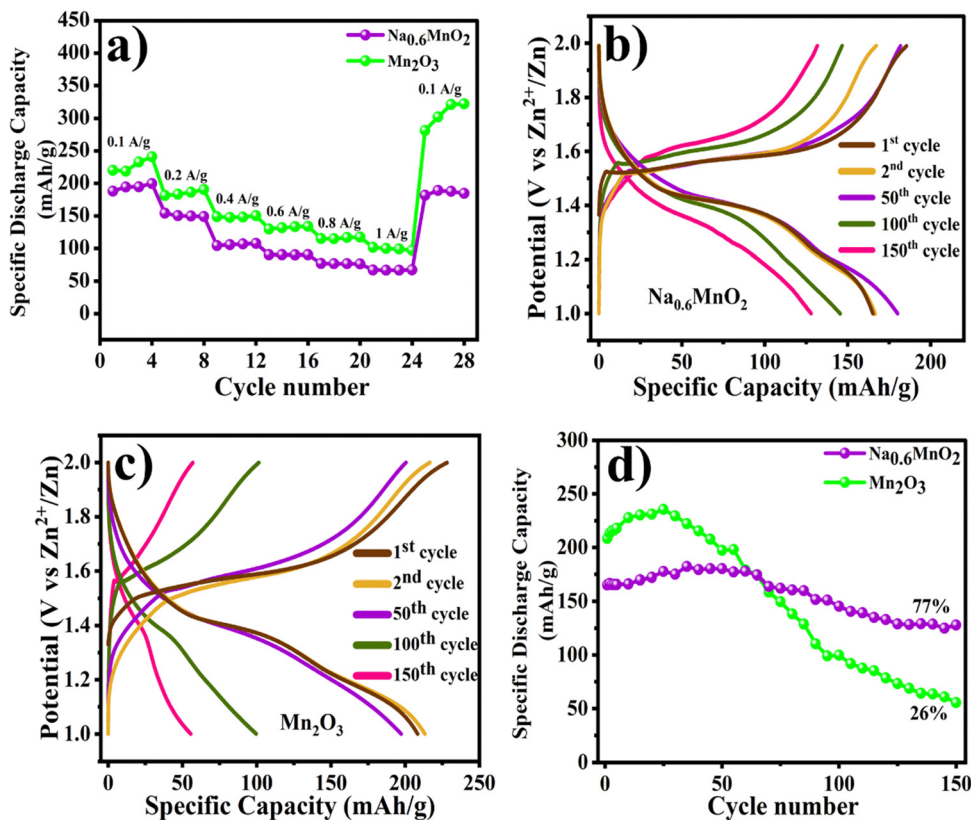 a)
Specific Discharge Capacity
(mAh/g)
450
400
350
300
250
200
150
100
50
0
Na0.6MnO2
Mn2O3
0.1 A/g
0.2 A/g
0.4 A/g
0.6 A/g
0.8 A/g
1 A/g
0.1 A/g
0 4 8 12 16 20 24 28
Cycle number
b)
Potential (V vs Zn2+/Zn)
2.0
1.8
1.6
1.4
1.2
1.0
1st cycle
2nd cycle
50th cycle
100th cycle
150th cycle
Na0.6MnO2
0 50 100 150 200
Specific Capacity (mAh/g)
c)
Potential (V vs Zn2+/Zn)
2.0
1.8
1.6
1.4
1.2
1.0
1st cycle
2nd cycle
50th cycle
100th cycle
150th cycle
Mn2O3
0 50 100 150 200 250
Specific Capacity (mAh/g)
d)
Specific Discharge Capacity
(mAh/g)
300
250
200
150
100
50
0
Na0.6MnO2
Mn2O3
77%
26%
0 50 100 150
Cycle number